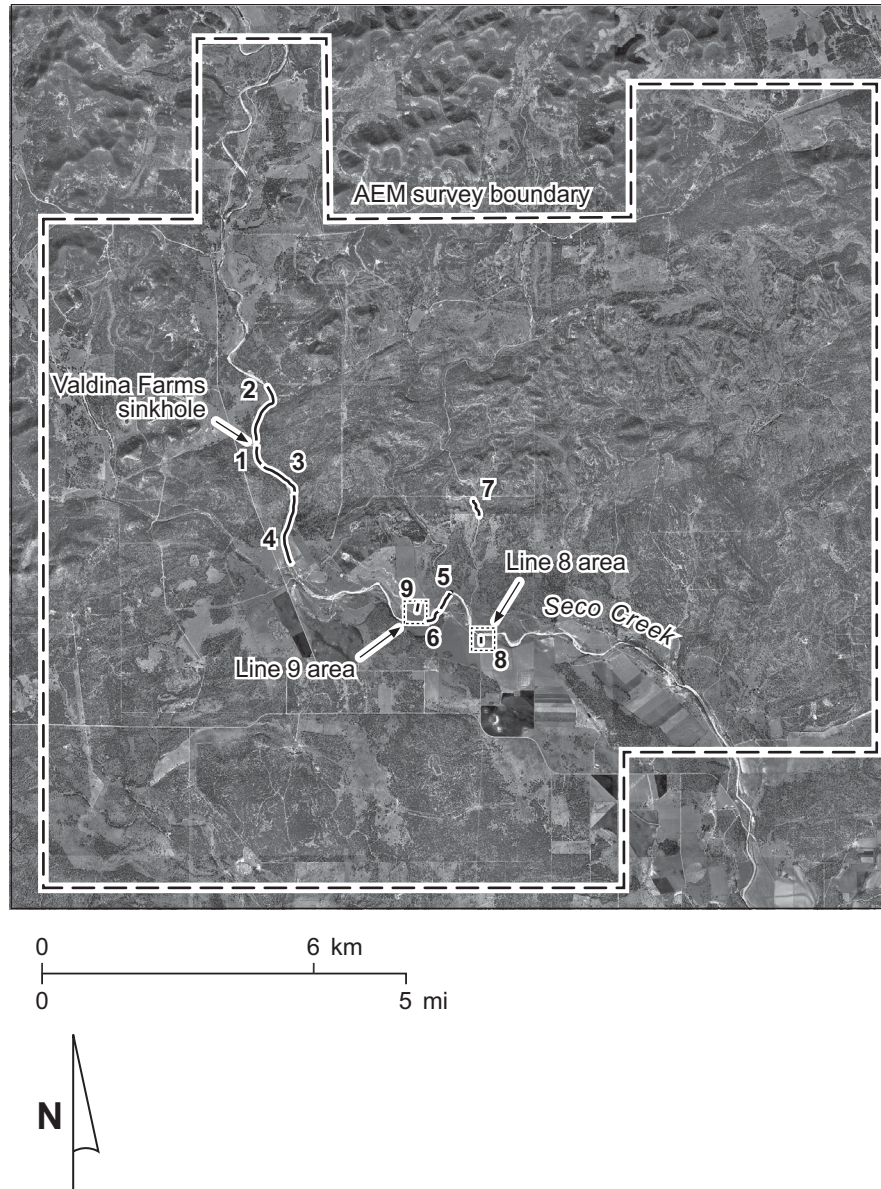 AEM survey boundary
Valdina Farms
sinkhole
2
1
3
4
7
Line 8 area
9
5
Seco Creek
6
8
Line 9 area
0
6 km
0
5 mi
N